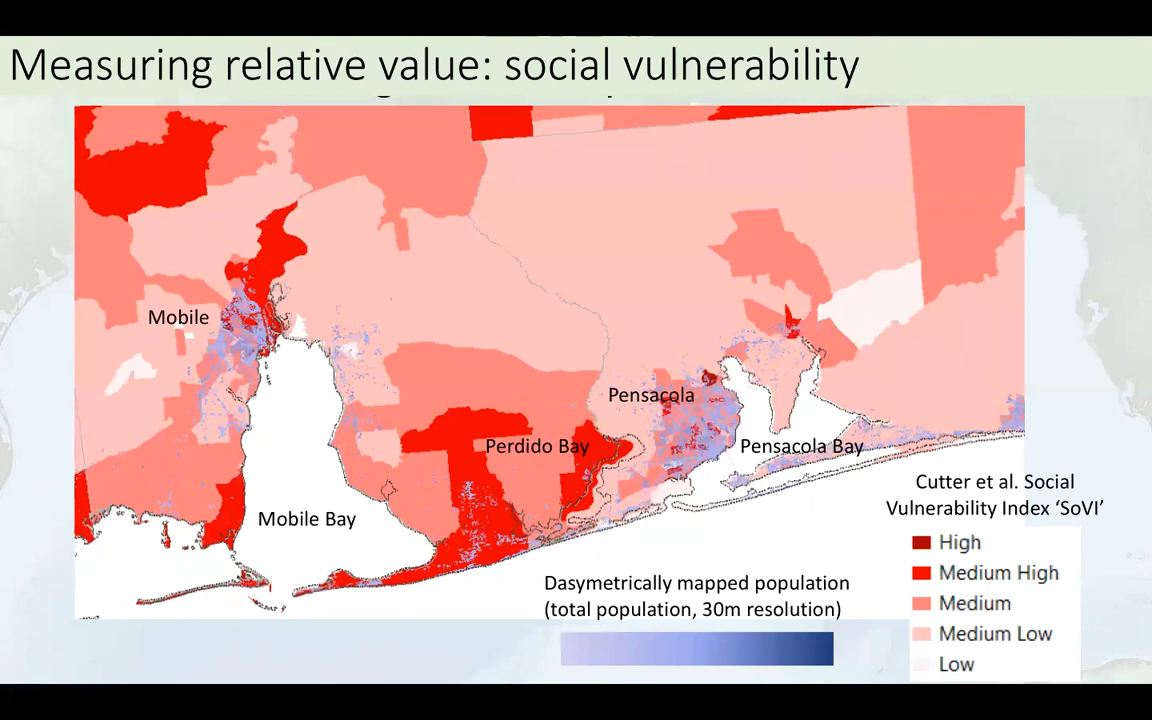 Measuring relative value: social vulnerability
Mobile
Pensacola
Perdido Bay
Pensacola Bay
Mobile Bay
Cutter et al. Social
Vulnerability Index ‘SoVI’
High
Medium High
Medium
Medium Low
Low
Dasymetrically mapped population
(total population, 30m resolution)